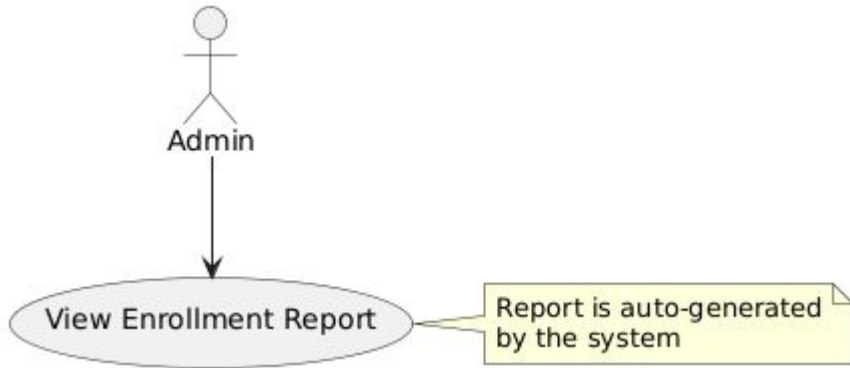 Admin
View Enrollment Report
Report is auto-generated
by the system